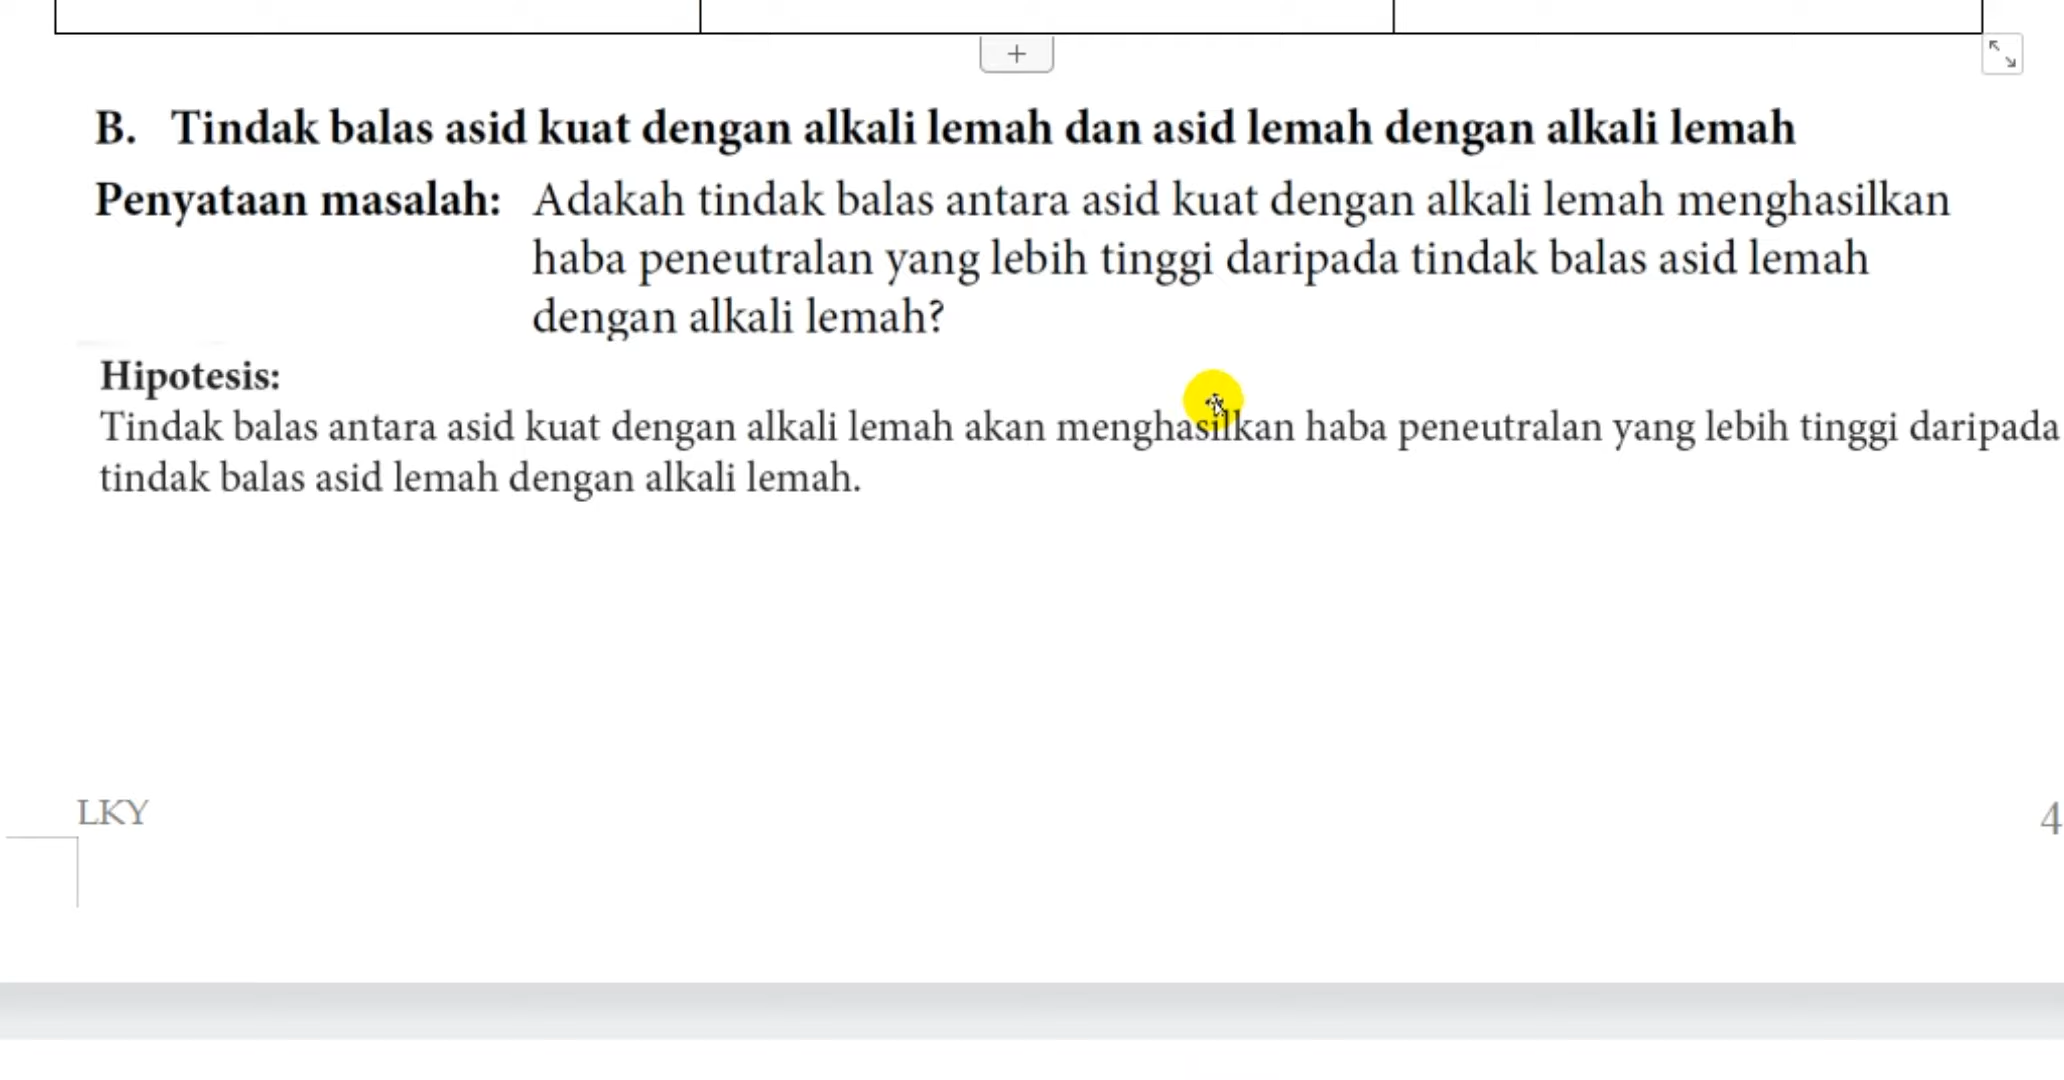 B. Tindak balas asid kuat dengan alkali lemah dan asid lemah dengan alkali lemah
Penyataan masalah: Adakah tindak balas antara asid kuat dengan alkali lemah menghasilkan
haba peneutralan yang lebih tinggi daripada tindak balas asid lemah
dengan alkali lemah?
Hipotesis:
Tindak balas antara asid kuat dengan alkali lemah akan menghasilkan haba peneutralan yang lebih tinggi daripada
tindak balas asid lemah dengan alkali lemah.
LKY
4